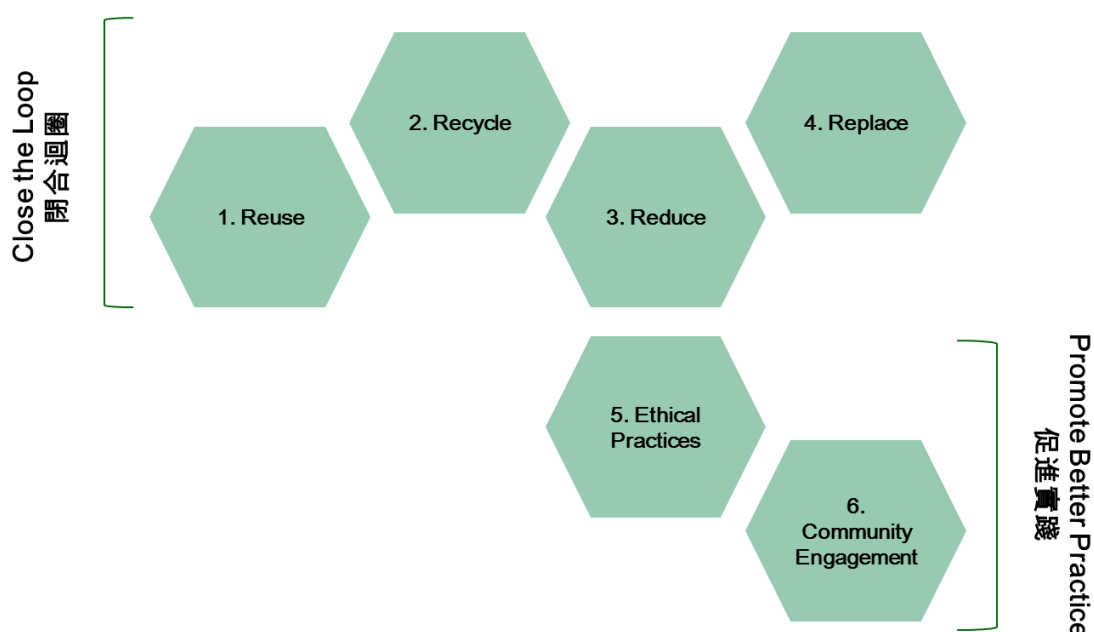 Close the Loop
閉合迴圈
1. Reuse
2. Recycle
3. Reduce
4. Replace
5. Ethical
Practices
6.
Community
Engagement
Promote Better Practice
促進實踐